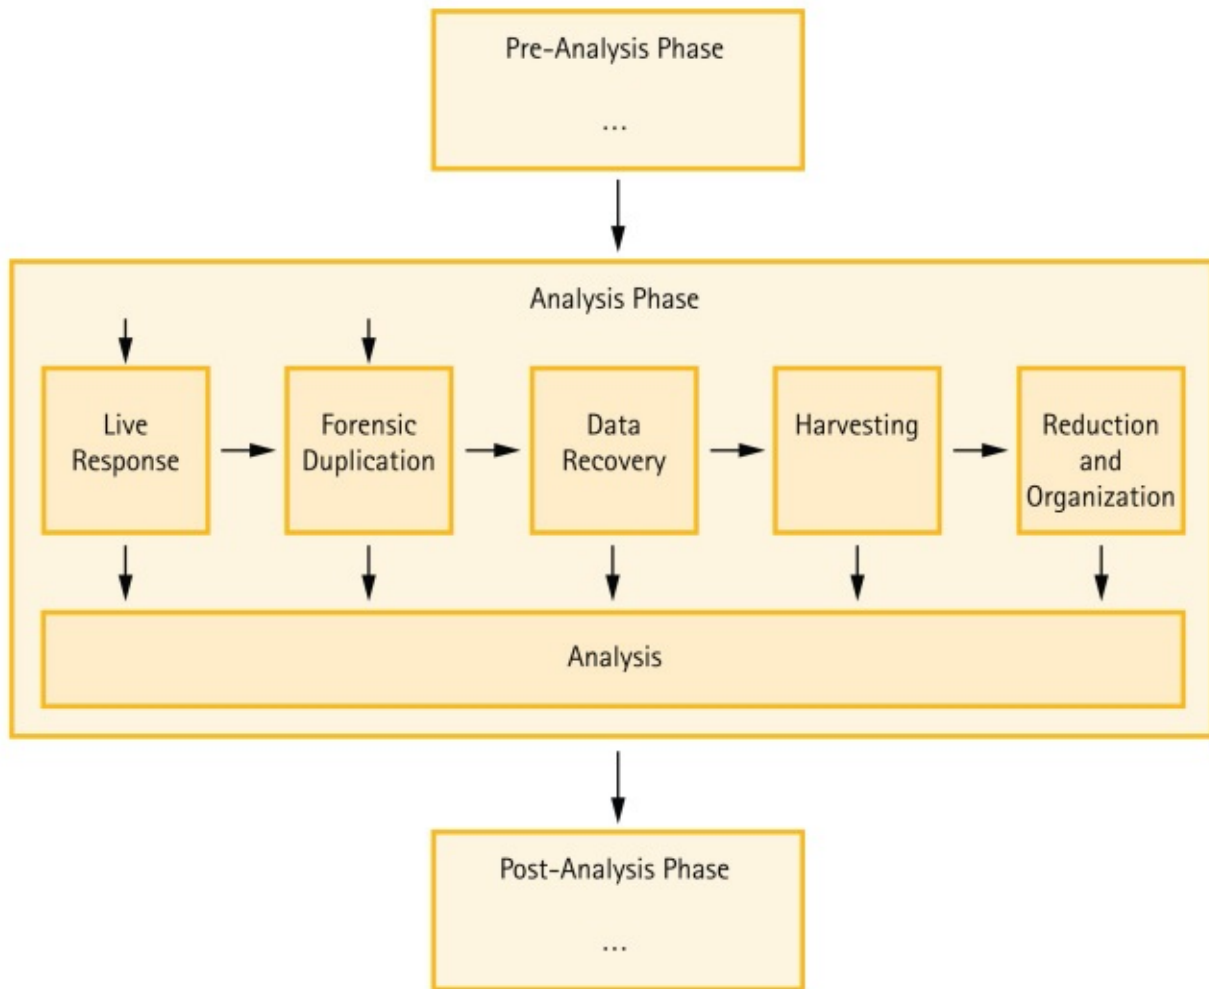 Pre-Analysis Phase
...
Analysis Phase
Live
Response
Forensic
Duplication
Data
Recovery
Harvesting
Reduction
and
Organization
Analysis
Post-Analysis Phase
...